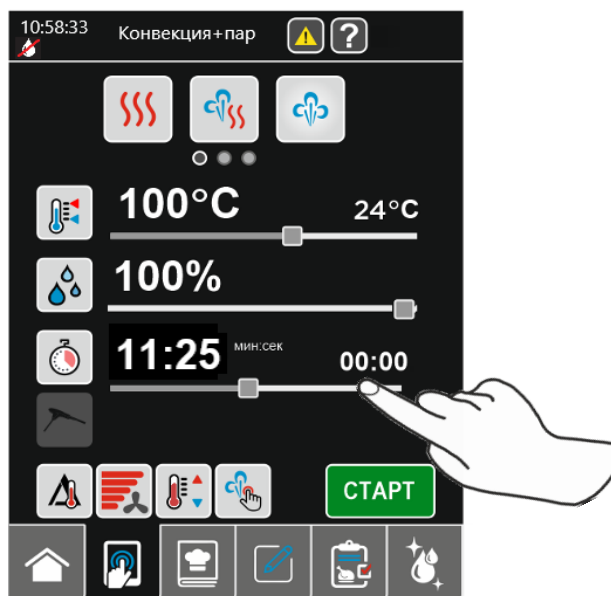 10:58:33 Конвекция+пар ?
100°C 24°C
100%
11:25 мин:сек 00:00
СТАРТ